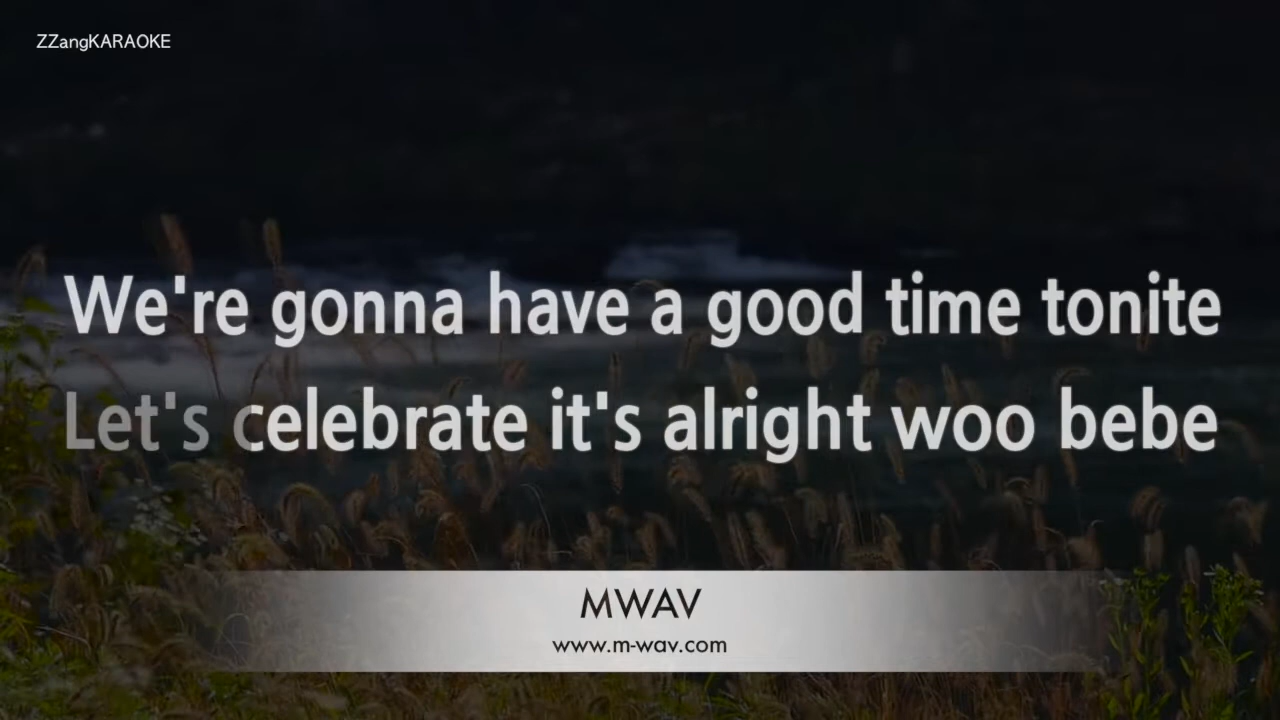 ZZangKARAOKE
We're gonna have a good time tonite
Let's celebrate it's alright woo bebe
MWAV
www.m-wav.com